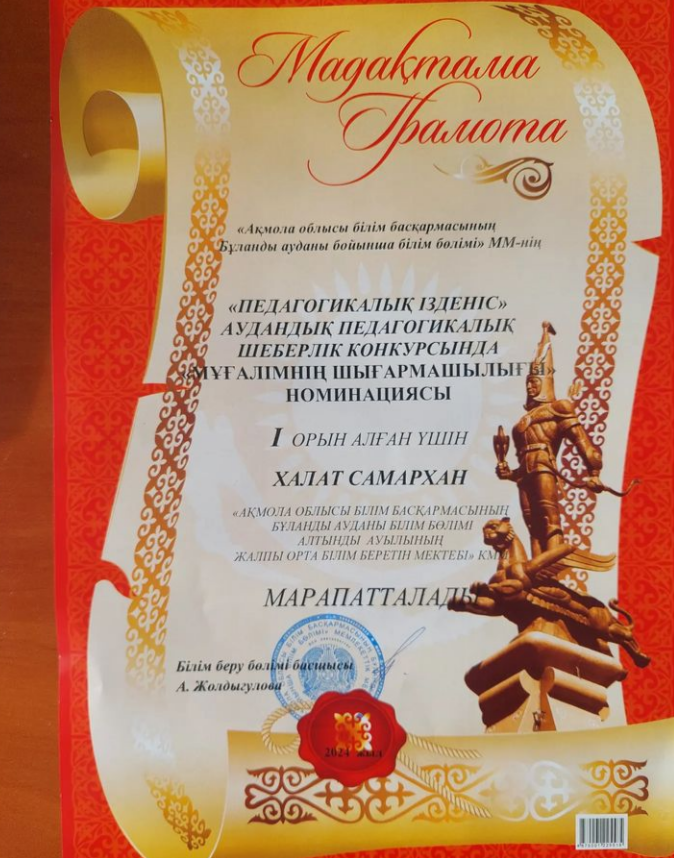 Мадақтама
Грамота
«Ақмола облысы білім басқармасының
Бұланды ауданы бойынша білім бөлімі» ММ-нің
«ПЕДАГОГИКАЛЫҚ ІЗДЕНІС»
АУДАНДЫҚ ПЕДАГОГИКАЛЫҚ
ШЕБЕРЛІК КОНКУРСЫНДА
«МҰҒАЛІМНІҢ ШЫҒАРМАШЫЛЫҒЫ»
НОМИНАЦИЯСЫ
І ОРЫН АЛҒАН ҮШІН
ХАЛАТ САМАРХАН
«АҚМОЛА ОБЛЫСЫ БІЛІМ БАСҚАРМАСЫНЫҢ
БҰЛАНДЫ АУДАНЫ БІЛІМ БӨЛІМІ
АЛТЫНДЫ АУЫЛЫНЫҢ
ЖАЛПЫ ОРТА БІЛІМ БЕРЕТІН МЕКТЕБІ» КММ
МАРАПАТТАЛАДЫ
Білім беру бөлімі басшысы
А. Жолдыгулова
2024 жыл